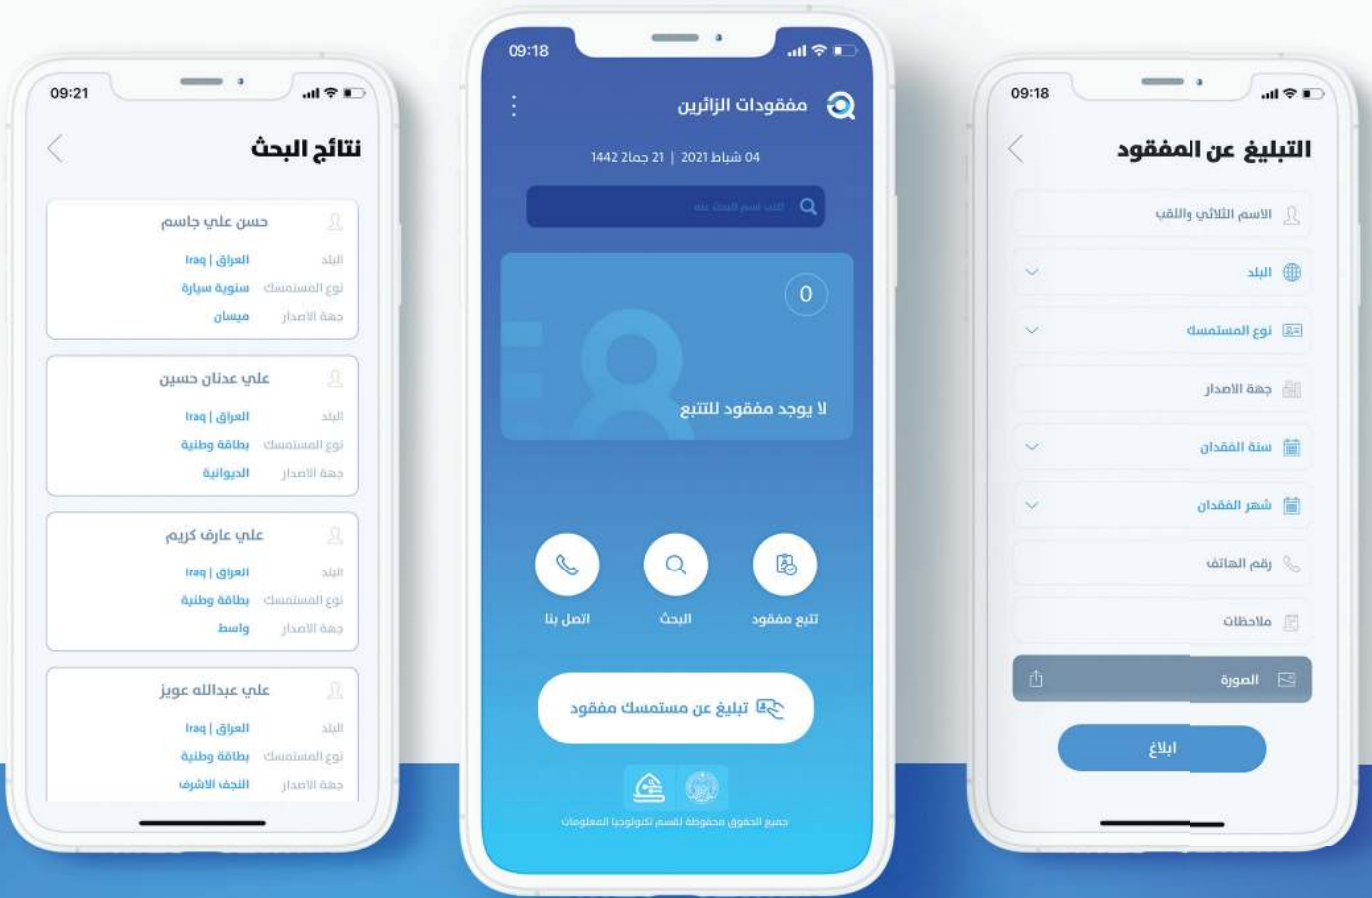 09:18
مفقودات الزائرين
04 شباط 2021 | 21 جما2 1442
اكتب اسم للبحث عنه
0
لا يوجد مفقود للتتبع
تتبع مفقود
البحث
اتصل بنا
تبليغ عن مستمسك مفقود
جميع الحقوق محفوظة لقسم تكنولوجيا المعلومات
09:18
التبليغ عن المفقود
الاسم الثلاثي واللقب
البلد
نوع المستمسك
جهة الاصدار
سنة الفقدان
شهر الفقدان
رقم الهاتف
ملاحظات
الصورة
ابلاغ
09:21
نتائج البحث
حسن علي جاسم
البلد العراق | Iraq
نوع المستمسك سنوية سيارة
جهة الاصدار ميسان
علي عدنان حسين
البلد العراق | Iraq
نوع المستمسك بطاقة وطنية
جهة الاصدار الديوانية
علي عارف كريم
البلد العراق | Iraq
نوع المستمسك بطاقة وطنية
جهة الاصدار واسط
علي عبدالله عويز
البلد العراق | Iraq
نوع المستمسك بطاقة وطنية
جهة الاصدار النجف الاشرف